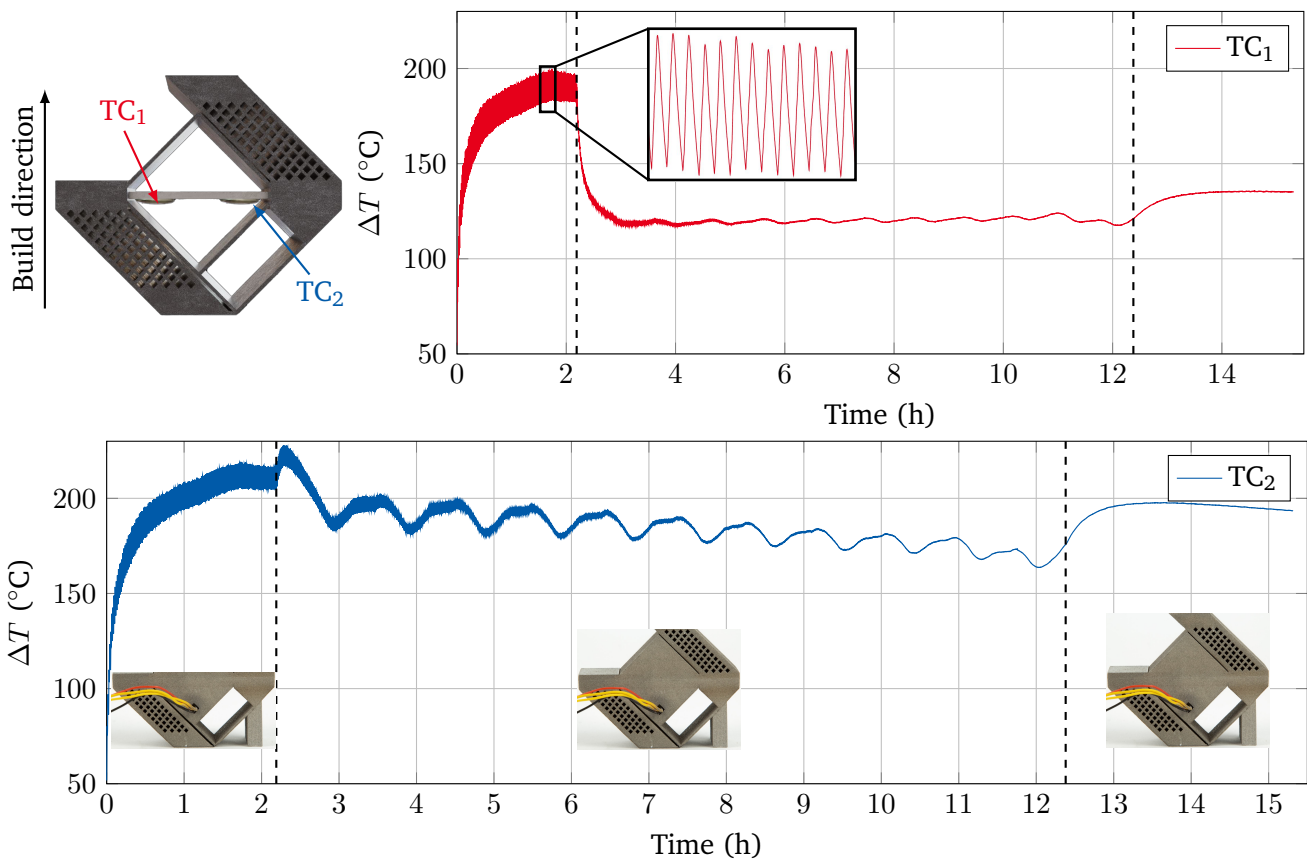 Build direction
TC1
TC2
ΔT (°C)
200
150
100
50
0 2 4 6 8 10 12 14
Time (h)
TC1
ΔT (°C)
200
150
100
50
0 1 2 3 4 5 6 7 8 9 10 11 12 13 14 15
Time (h)
TC2